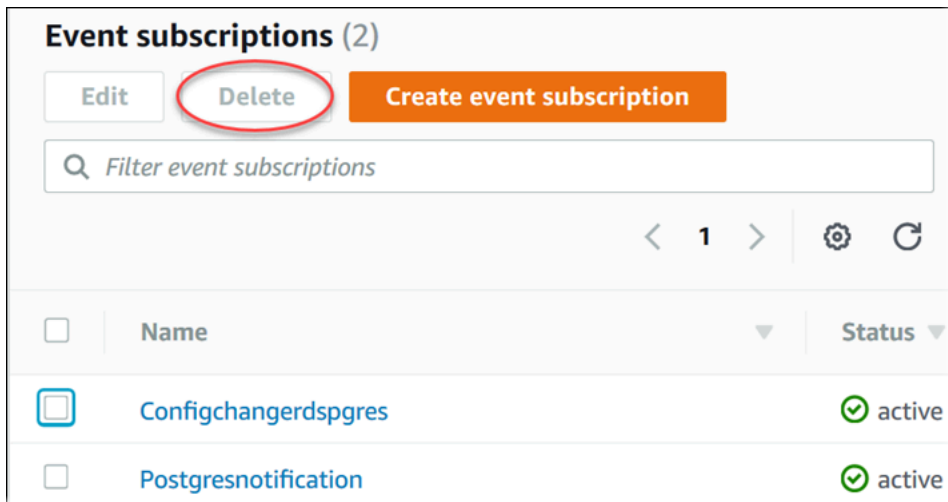 Event subscriptions (2)
Edit Delete Create event subscription
Filter event subscriptions
1
Name Status
Configchangerdspgres active
Postgresnotification active